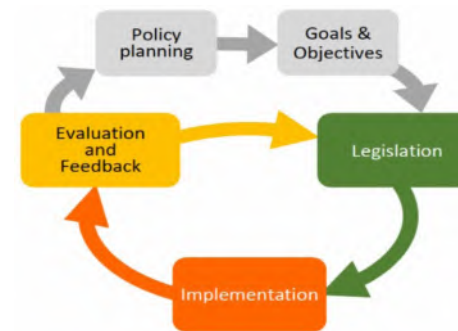 Policy
planning
Goals &
Objectives
Evaluation
and
Feedback
Legislation
Implementation